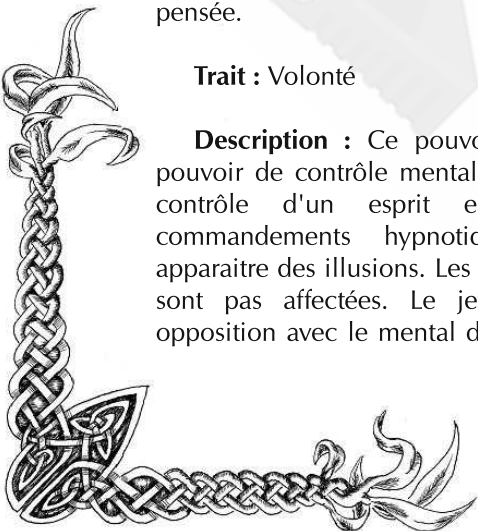 pensée.
Trait : Volonté
Description : Ce pouvo
pouvoir de contrôle mental
contrôle d'un esprit e
commandements hypnotiq
apparaitre des illusions. Les
sont pas affectées. Le je
opposition avec le mental d